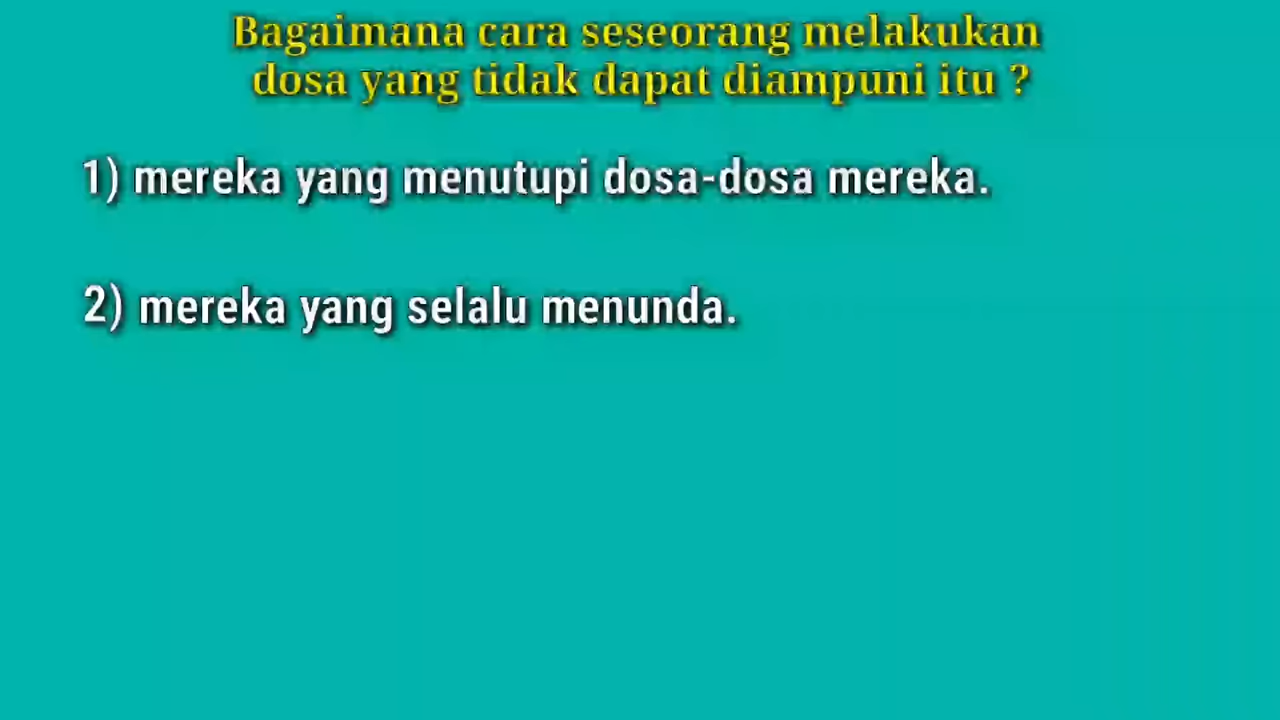 Bagaimana cara seseorang melakukan
dosa yang tidak dapat diampuni itu ?
1) mereka yang menutupi dosa-dosa mereka.
2) mereka yang selalu menunda.